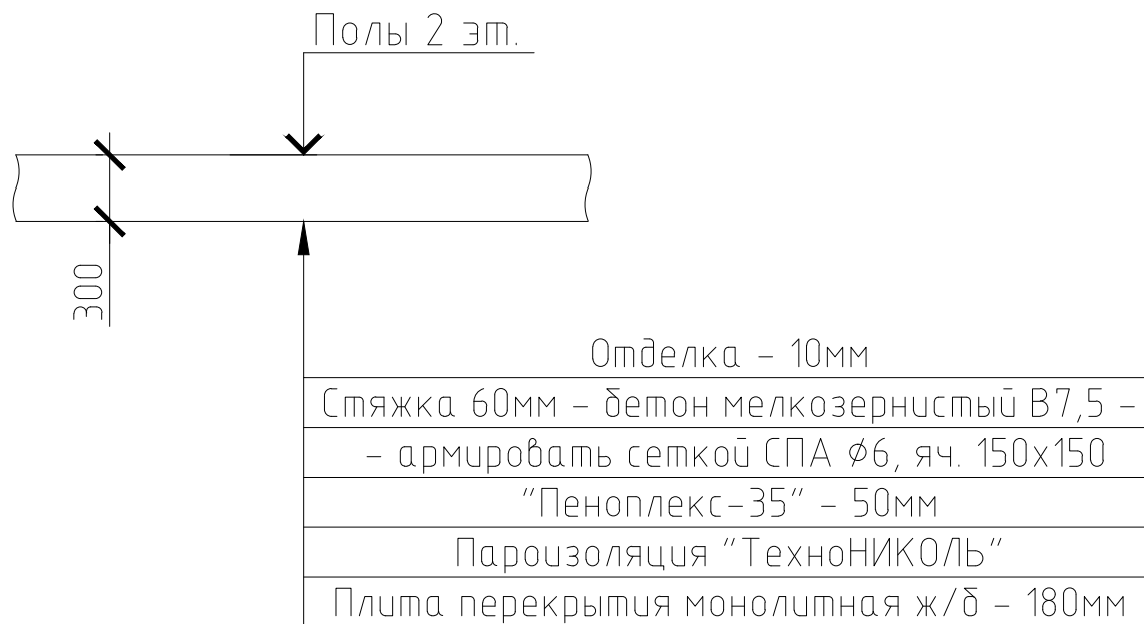 Полы 2 эт.
300
Отделка - 10мм
Стяжка 60мм - бетон мелкозернистый В7,5 -
- армировать сеткой СПА ø6, яч. 150х150
"Пеноплекс-35" - 50мм
Пароизоляция "ТехноНИКОЛЬ"
Плита перекрытия монолитная ж/б - 180мм